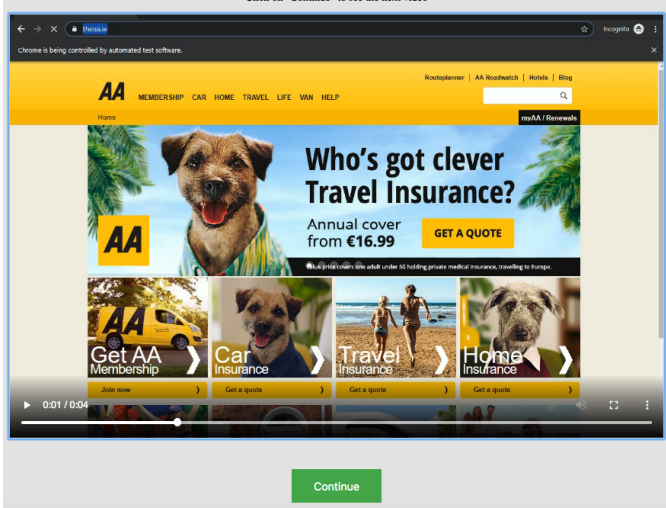 Click on "Continue" to see the next video
theaa.ie
Incognito
Chrome is being controlled by automated test software.
Routeplanner | AA Roadwatch | Hotels | Blog
AA
MEMBERSHIP CAR HOME TRAVEL LIFE VAN HELP
Home
myAA / Renewals
Who's got clever
Travel Insurance?
Annual cover
from €16.99
GET A QUOTE
AA
Value price covers one adult under 50 holding private medical insurance, travelling to Europe.
AA
Get AA
Membership
Car
Insurance
Travel
Insurance
Home
Insurance
Join now
Get a quote
Get a quote
Get a quote
0:01 / 0:04
Continue